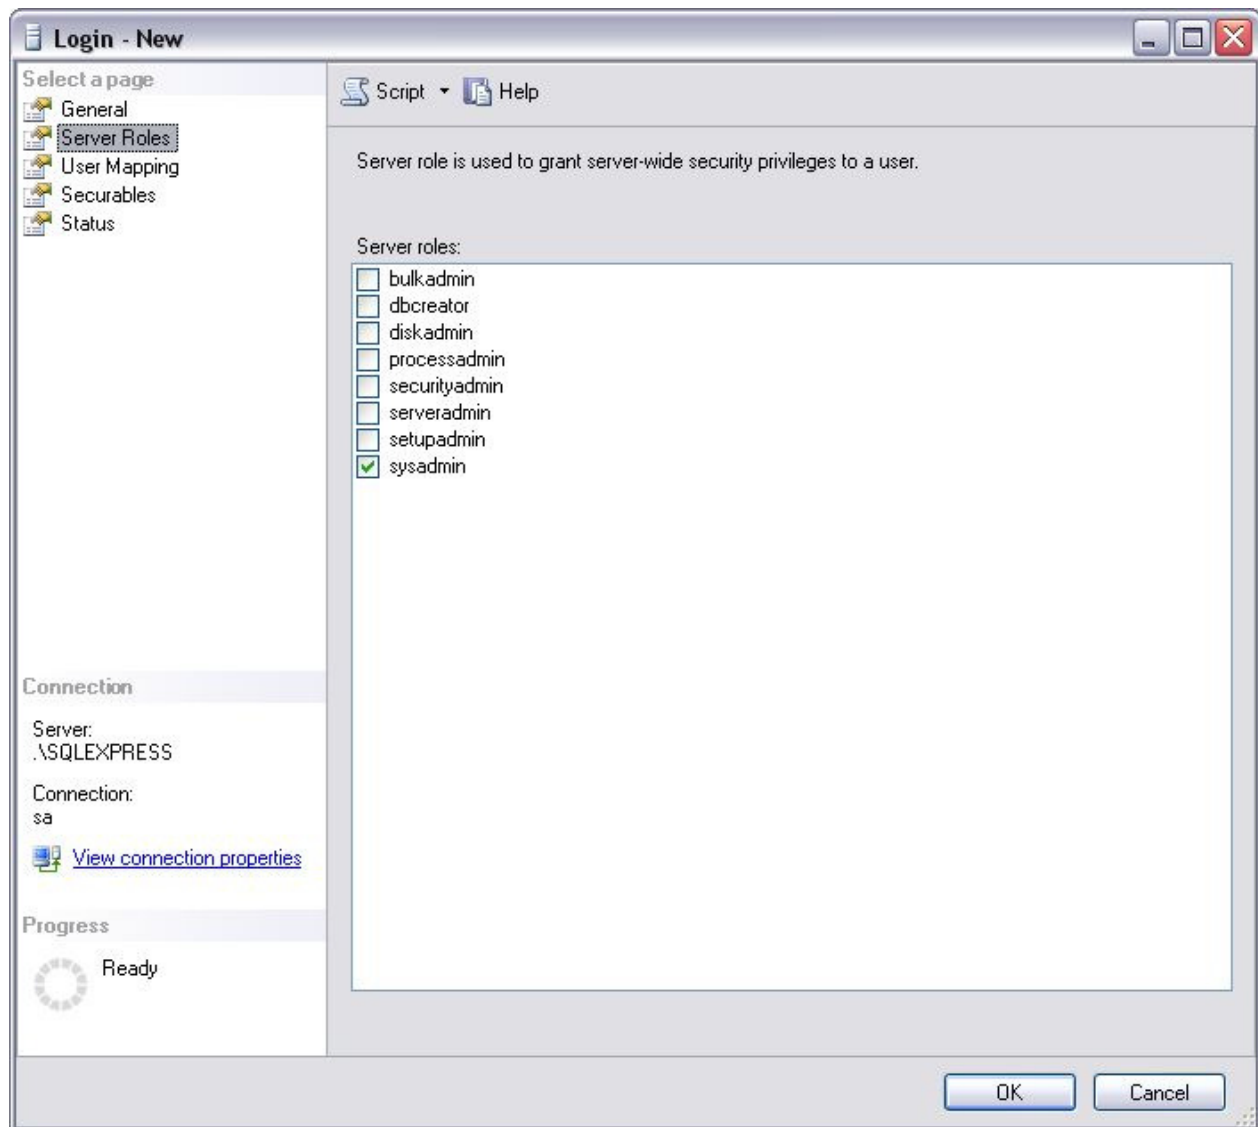 Login - New
Select a page
General
Server Roles
User Mapping
Securables
Status
Script Help
Server role is used to grant server-wide security privileges to a user.
Server roles:
bulkadmin
dbcreator
diskadmin
processadmin
securityadmin
serveradmin
setupadmin
sysadmin
Connection
Server:
.\SQLEXPRESS
Connection:
sa
View connection properties
Progress
Ready
OK Cancel